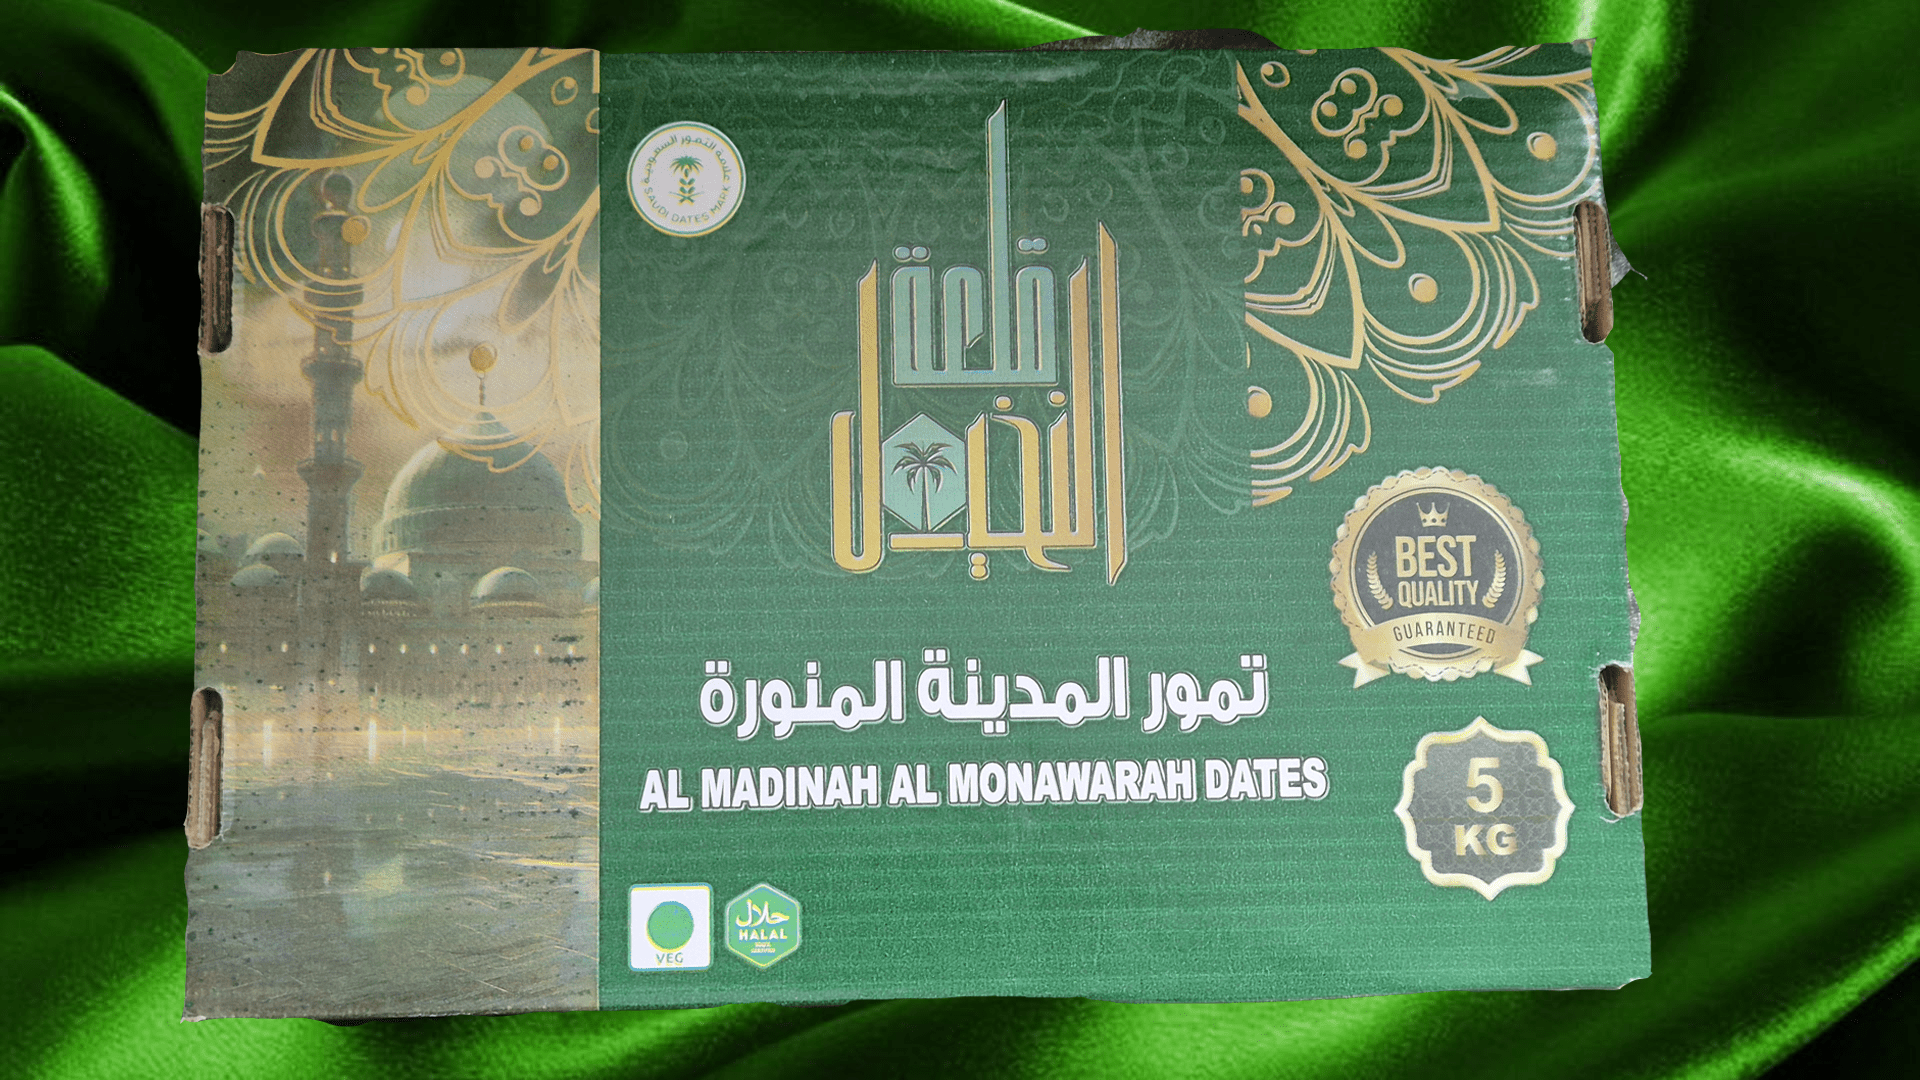 علامة التمور السعودية
SAUDI DATES MARK
قلعة
النخيل
BEST
QUALITY
GUARANTEED
تمور المدينة المنورة
AL MADINAH AL MONAWARAH DATES
5
KG
VEG
حلال
HALAL